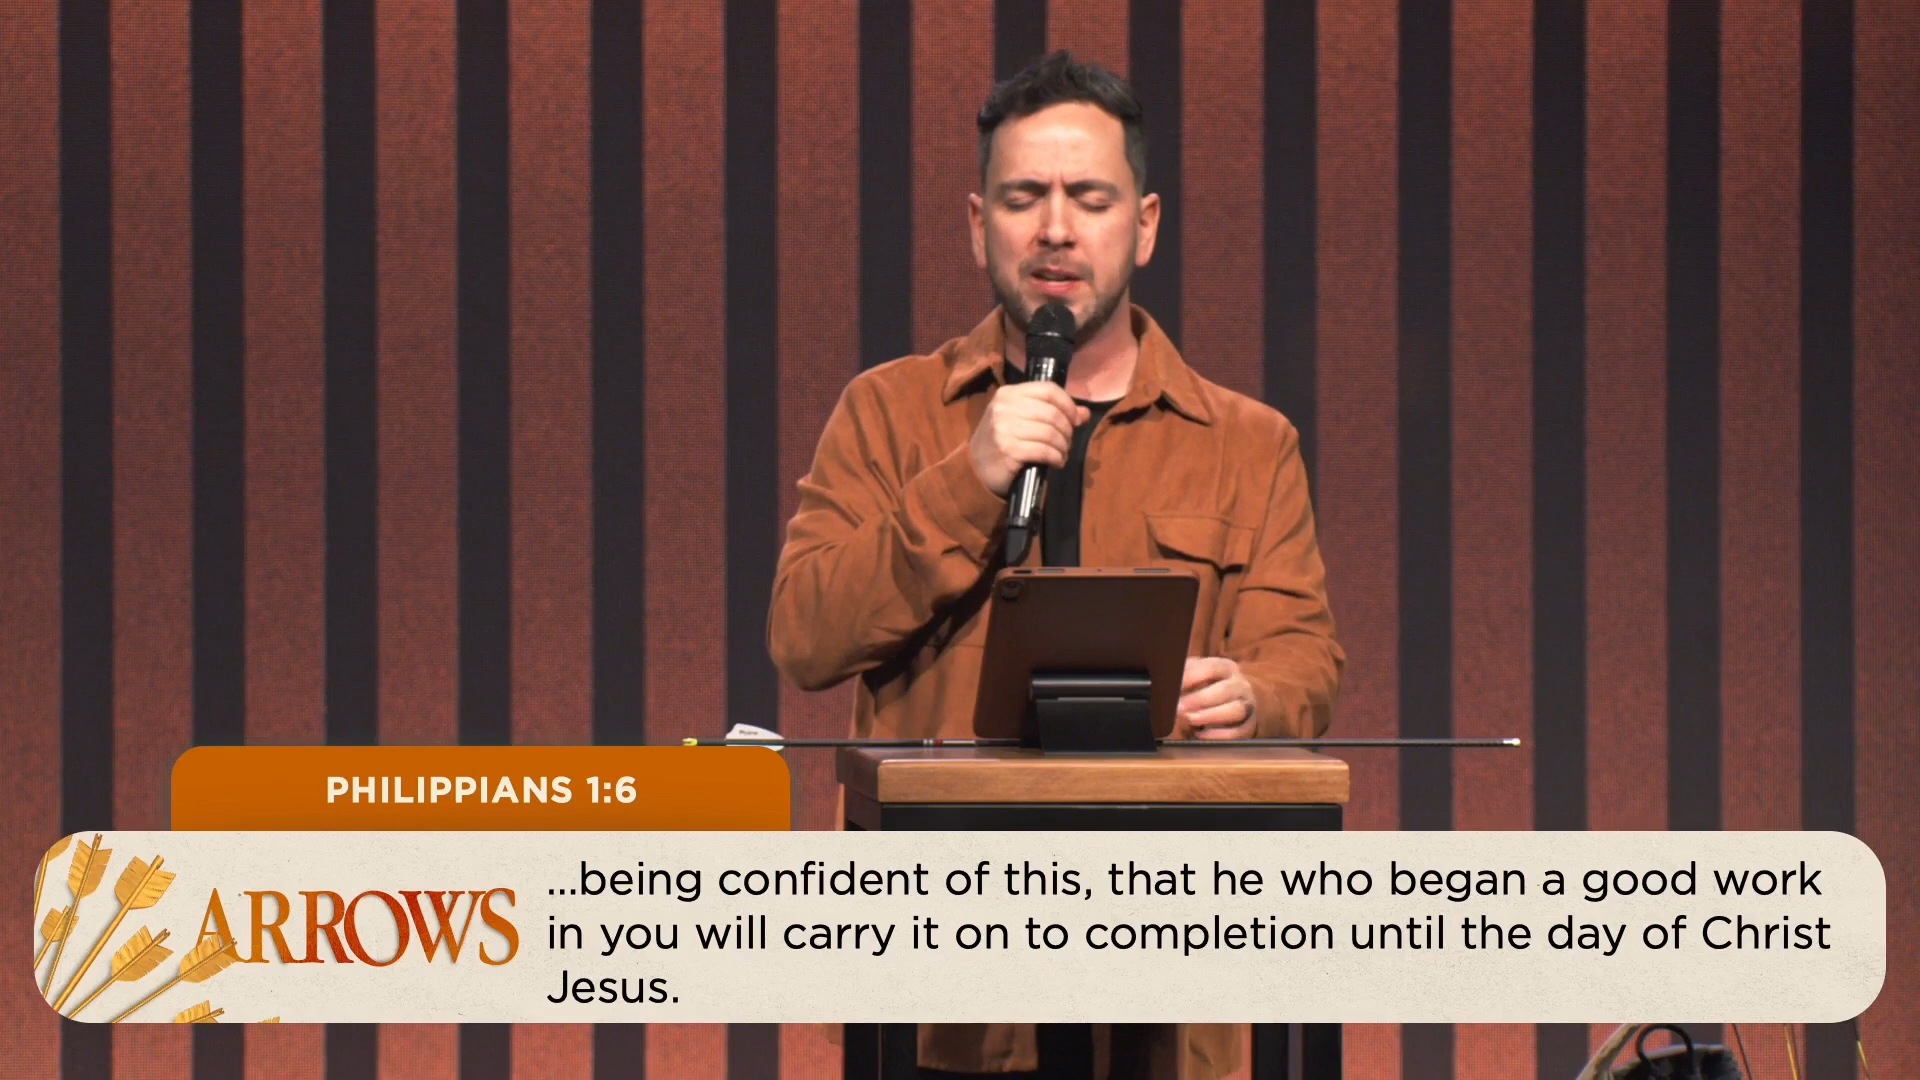 PHILIPPIANS 1:6
ARROWS
...being confident of this, that he who began a good work
in you will carry it on to completion until the day of Christ
Jesus.